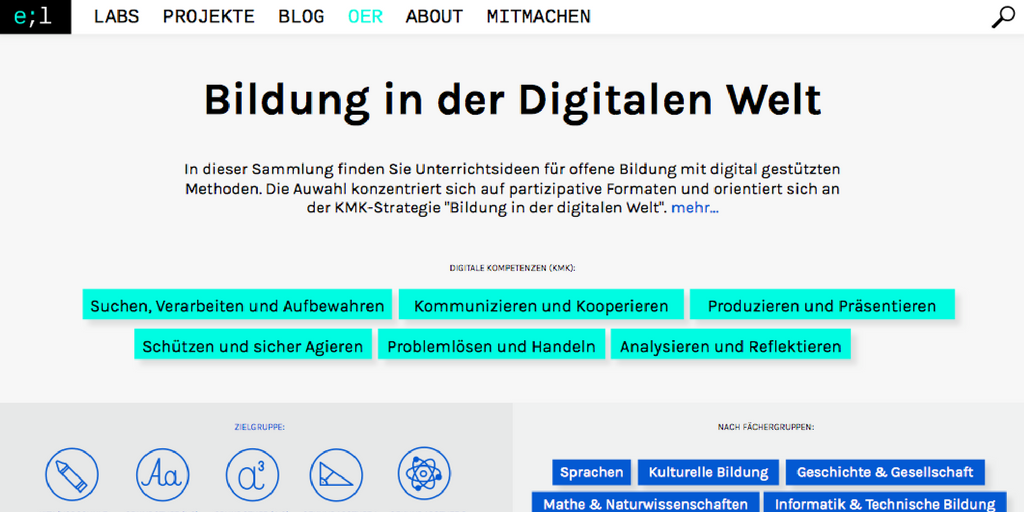 e;l LABS PROJEKTE BLOG OER ABOUT MITMACHEN
Bildung in der Digitalen Welt
In dieser Sammlung finden Sie Unterrichtsideen für offene Bildung mit digital gestützten
Methoden. Die Auwahl konzentriert sich auf partizipative Formaten und orientiert sich an
der KMK-Strategie "Bildung in der digitalen Welt". mehr...
DIGITALE KOMPETENZEN (KMK):
Suchen, Verarbeiten und Aufbewahren Kommunizieren und Kooperieren Produzieren und Präsentieren
Schützen und sicher Agieren Problemlösen und Handeln Analysieren und Reflektieren
ZIELGRUPPE:
Aa a³
NACH FÄCHERGRUPPEN:
Sprachen Kulturelle Bildung Geschichte & Gesellschaft
Mathe & Naturwissenschaften Informatik & Technische Bildung